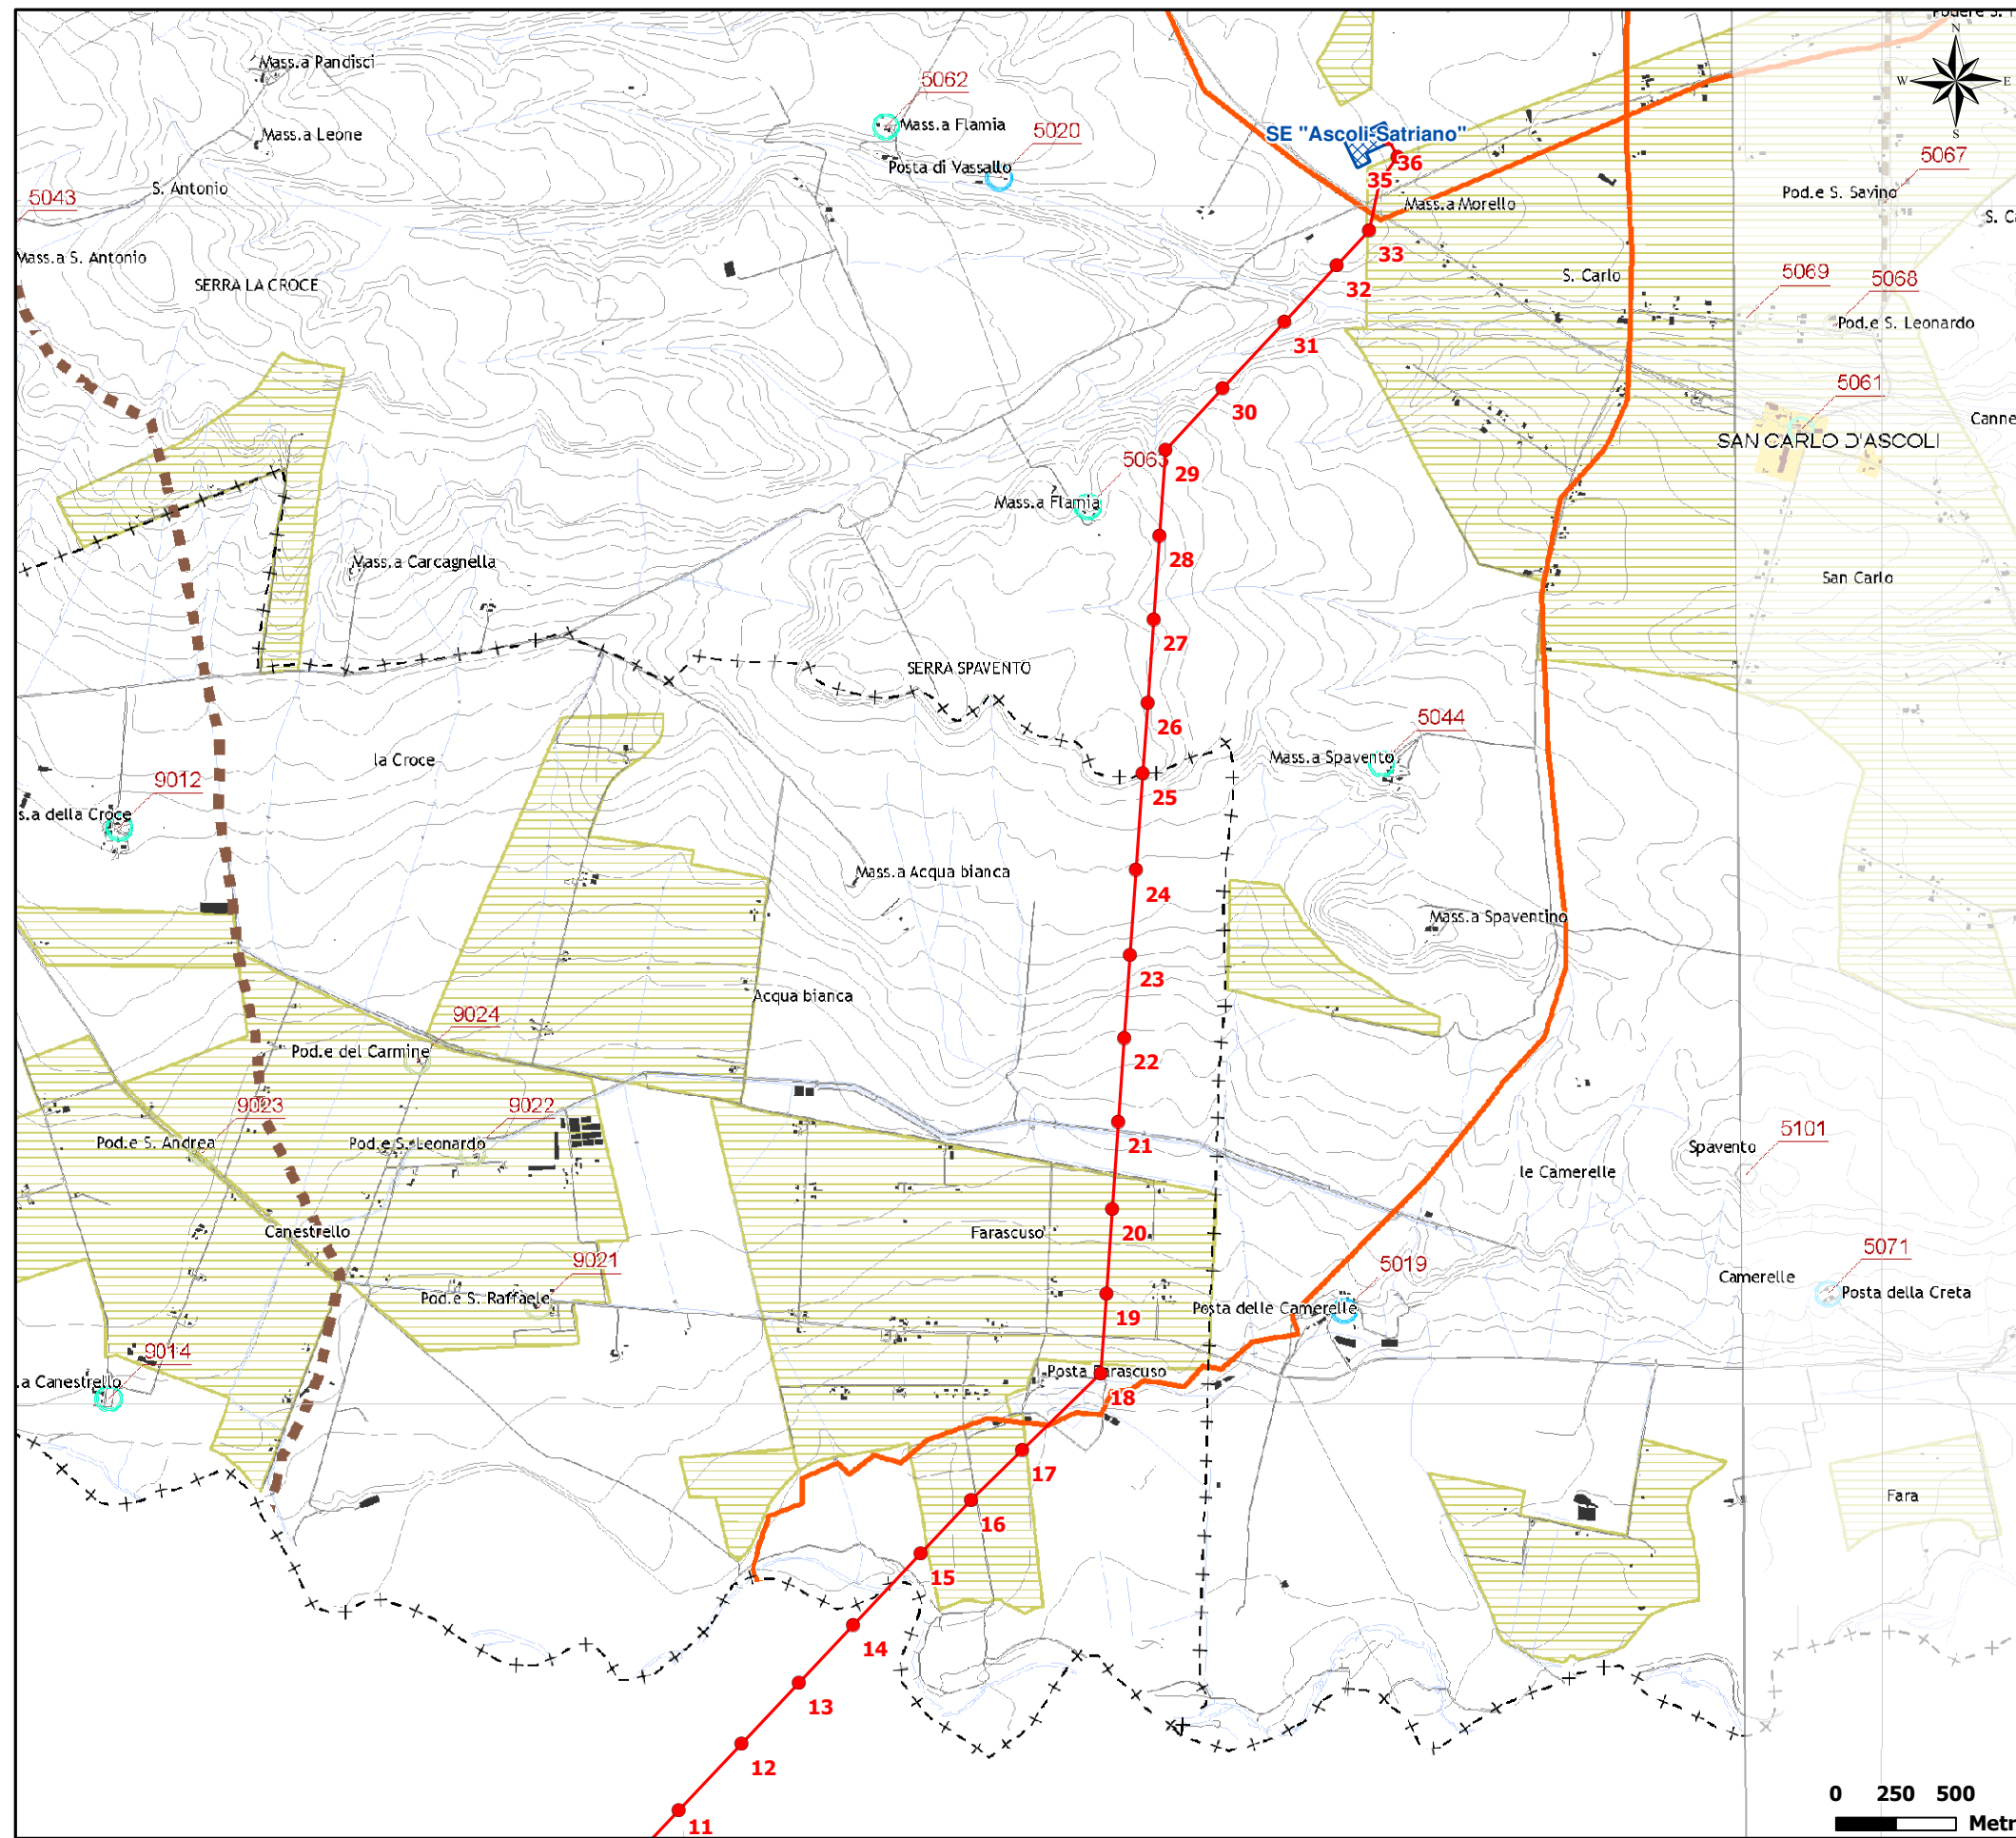 Mass.a Pandisci
N
W
E
S
5062
Mass.a Flamia
5020
Mass.a Leone
SE "Ascoli-Satriano"
36
Posta di Vassallo
5067
35
S. Antonio
Pod.e S. Savino
5043
Mass.a Morello
33
Mass.a S. Antonio
S. Carlo
5069
5068
SERRA LA CROCE
32
Pod.e S. Leonardo
31
5061
30
SAN CARLO D'ASCOLI
29
Mass.a Flamia
28
Mass.a Carcagnella
San Carlo
27
SERRA SPAVENTO
26
5044
la Croce
Mass.a Spavento
9012
25
s.a della Croce
Mass.a Acqua bianca
24
Mass.a Spaventino
23
Acqua bianca
9024
22
Pod.e del Carmine
9023
9022
Pod.e S. Andrea
Pod.e S. Leonardo
21
5101
Spavento
le Camerelle
20
Canestrello
Farascuso
5071
9021
5019
Camerelle
Posta della Creta
Pod.e S. Raffaele
19
Posta delle Camerelle
9014
Posta Farascuso
.a Canestrello
18
17
Fara
16
15
14
13
12
11
0 250 500